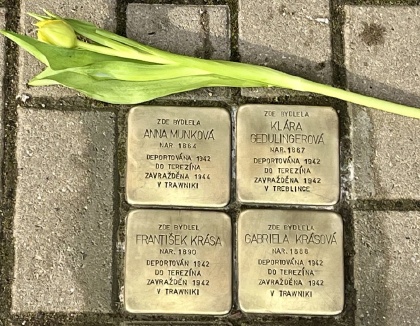 ZDE BYDLELA
ANNA MUNKOVÁ
NAR. 1864
DEPORTOVÁNA 1942
DO TEREZÍNA
ZAVRAŽDĚNA 1944
V TRAWNIKI
ZDE BYDLELA
KLÁRA
GEDULINGEROVÁ
NAR. 1867
DEPORTOVÁNA 1942
DO TEREZÍNA
ZAVRAŽDĚNA 1942
V TREBLINCE
ZDE BYDLEL
FRANTIŠEK KRÁSA
NAR. 1890
DEPORTOVÁN 1942
DO TEREZÍNA
ZAVRAŽDĚN 1942
V TRAWNIKI
ZDE BYDLELA
GABRIELA KRÁSOVÁ
NAR. 1888
DEPORTOVÁNA 1942
DO TEREZÍNA
ZAVRAŽDĚNA 1942
V TRAWNIKI